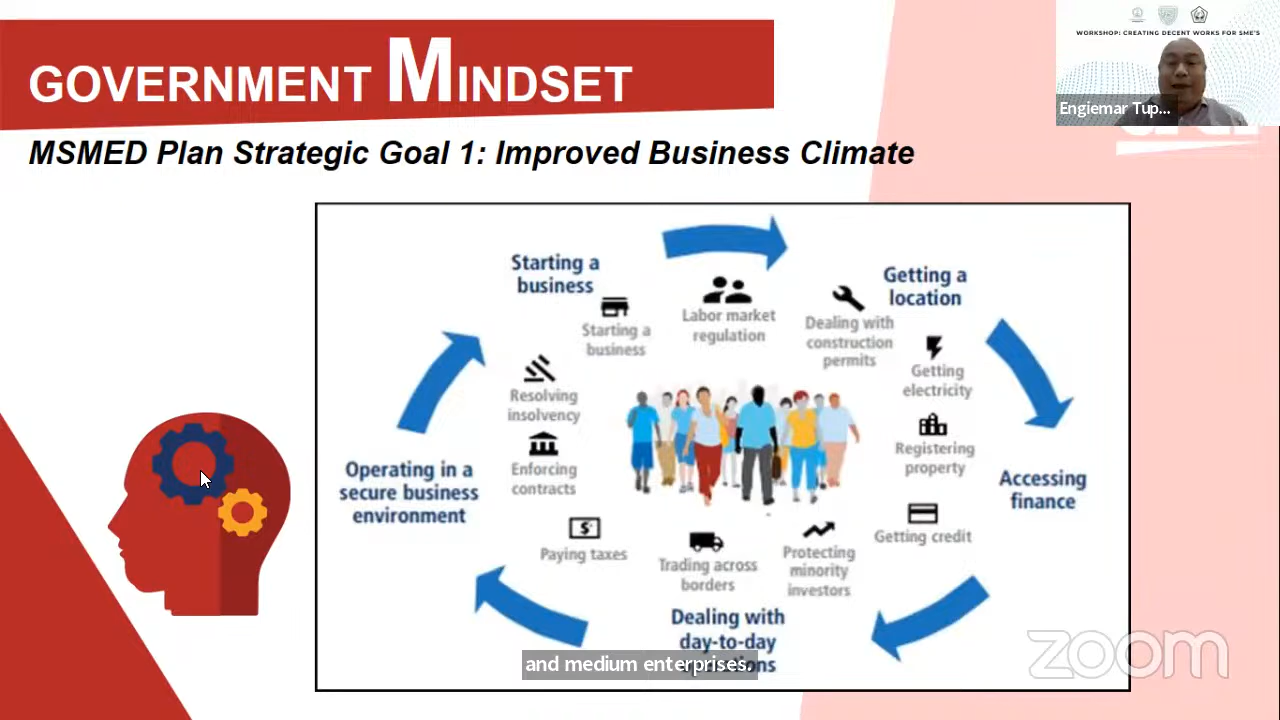 GOVERNMENT MINDSET
WORKSHOP: CREATING DECENT WORKS FOR SME'S
Engiemar Tup...
MSMED Plan Strategic Goal 1: Improved Business Climate
Starting a
business
Getting a
location
Starting a
business
Labor market
regulation
Dealing with
construction
permits
Getting
electricity
Resolving
insolvency
Registering
property
Enforcing
contracts
Operating in a
secure business
environment
Accessing
finance
Getting credit
Paying taxes
Trading across
borders
Protecting
minority
investors
Dealing with
day-to-day
and medium enterprises.
zoom